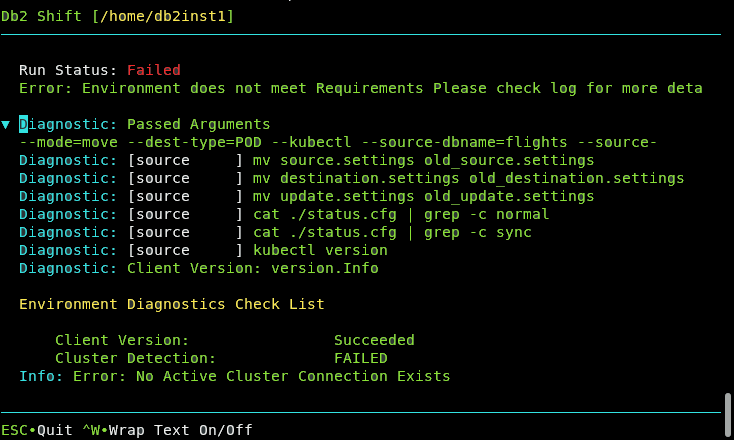 Db2 Shift [/home/db2inst1]
Run Status: Failed
Error: Environment does not meet Requirements Please check log for more deta
▼ Diagnostic: Passed Arguments
--mode=move --dest-type=POD --kubectl --source-dbname=flights --source-
Diagnostic: [source     ] mv source.settings old_source.settings
Diagnostic: [source     ] mv destination.settings old_destination.settings
Diagnostic: [source     ] mv update.settings old_update.settings
Diagnostic: [source     ] cat ./status.cfg | grep -c normal
Diagnostic: [source     ] cat ./status.cfg | grep -c sync
Diagnostic: [source     ] kubectl version
Diagnostic: Client Version: version.Info
Environment Diagnostics Check List
Client Version: Succeeded
Cluster Detection: FAILED
Info: Error: No Active Cluster Connection Exists
ESC•Quit ^W•Wrap Text On/Off